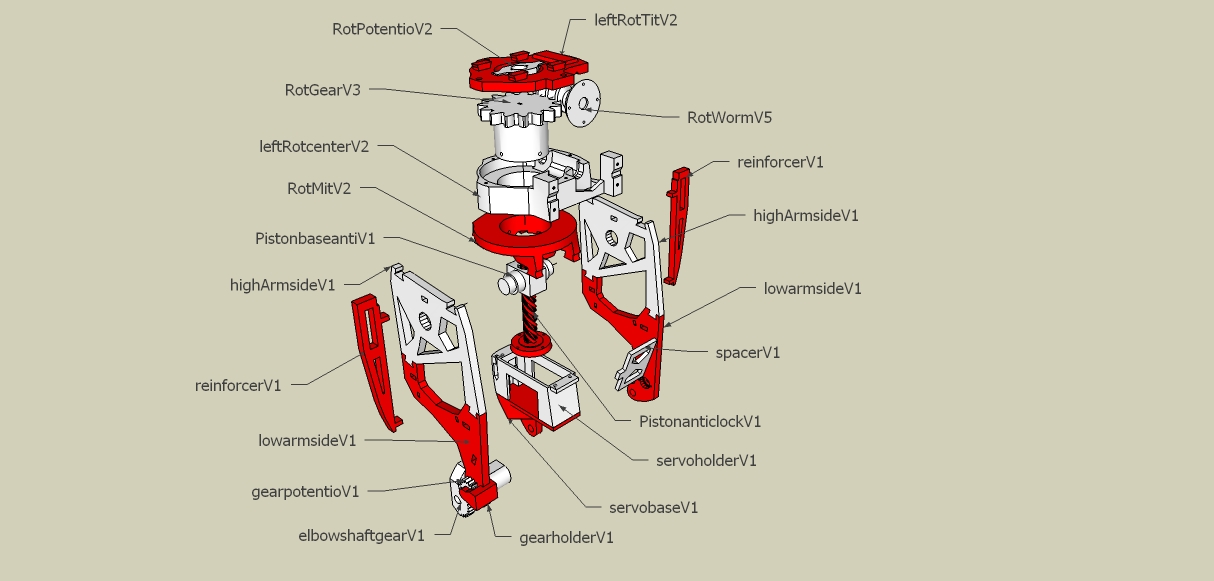 leftRotTitV2
RotPotentioV2
RotGearV3
RotWormV5
leftRotcenterV2
reinforcerV1
RotMitV2
highArmsideV1
PistonbaseantiV1
highArmsideV1
lowarmsideV1
spacerV1
reinforcerV1
PistonanticlockV1
lowarmsideV1
servoholderV1
gearpotentioV1
servobaseV1
elbowshaftgearV1
gearholderV1